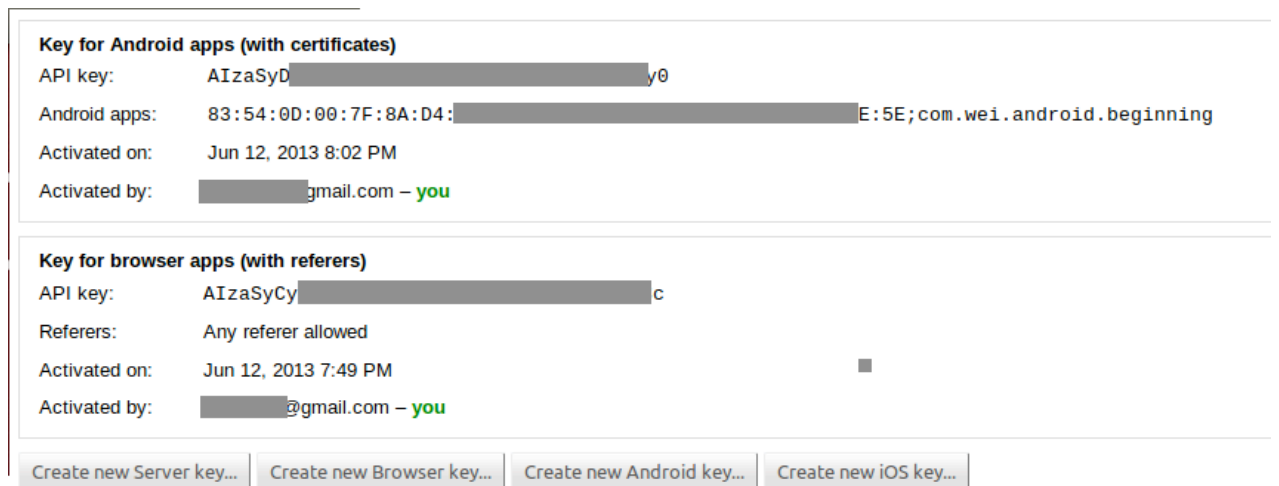 Key for Android apps (with certificates)
API key: AIzaSyD y0
Android apps: 83:54:0D:00:7F:8A:D4: E:5E;com.wei.android.beginning
Activated on: Jun 12, 2013 8:02 PM
Activated by: gmail.com – you
Key for browser apps (with referers)
API key: AIzaSyCy c
Referers: Any referer allowed
Activated on: Jun 12, 2013 7:49 PM
Activated by: @gmail.com – you
Create new Server key... Create new Browser key... Create new Android key... Create new iOS key...